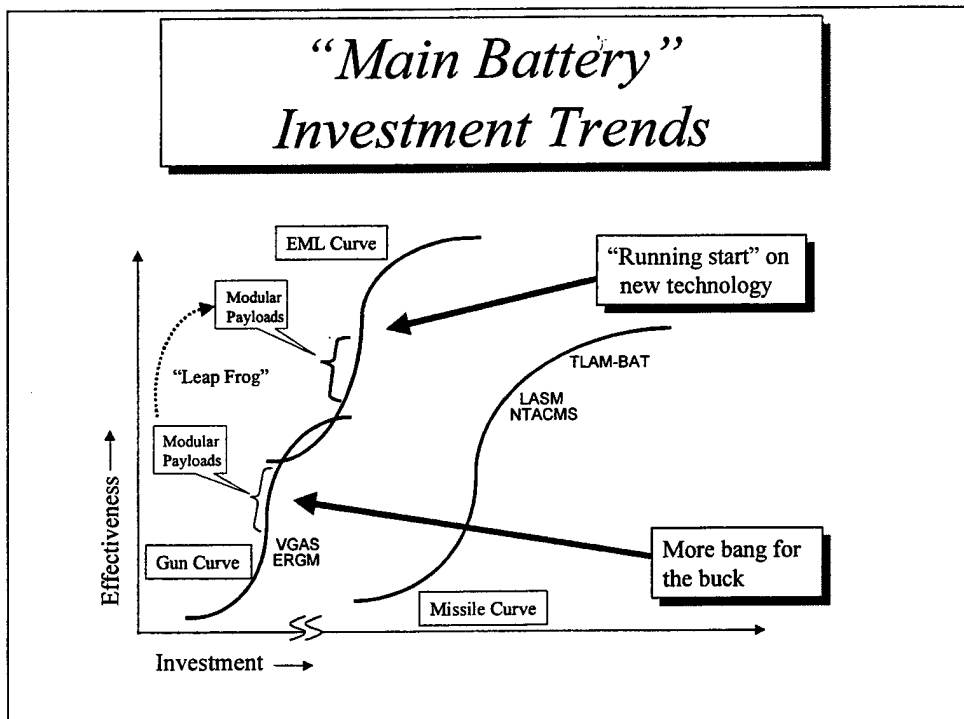 “Main Battery”
Investment Trends
EML Curve
“Running start” on
new technology
Modular
Payloads
“Leap Frog”
TLAM-BAT
LASM
NTACMS
Modular
Payloads
Effectiveness
VGAS
ERGM
Gun Curve
More bang for
the buck
Missile Curve
Investment